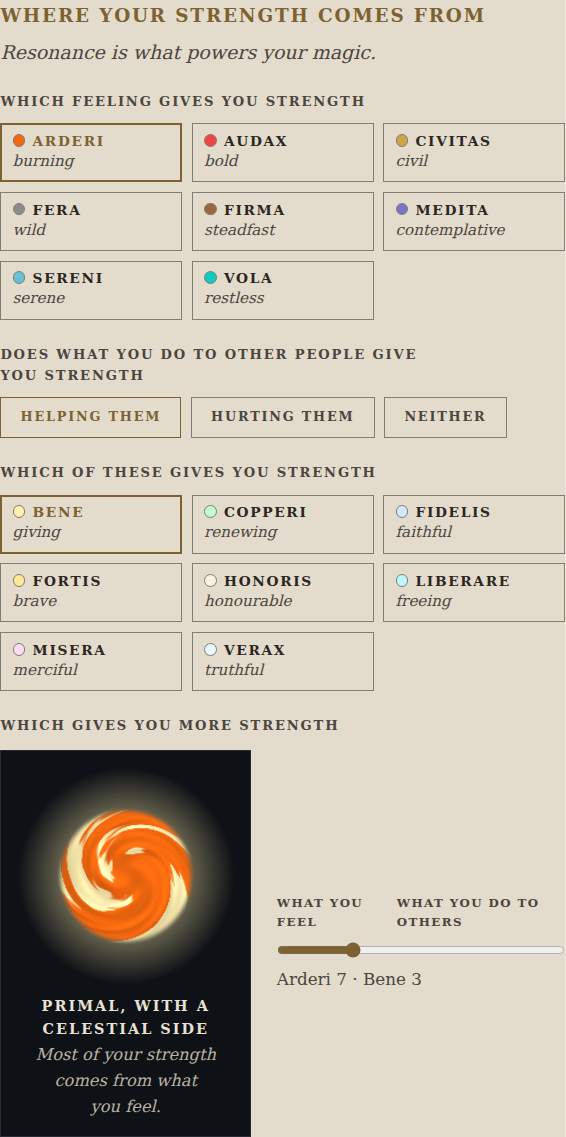 WHERE YOUR STRENGTH COMES FROM
Resonance is what powers your magic.
WHICH FEELING GIVES YOU STRENGTH
ARDERI
burning
AUDAX
bold
CIVITAS
civil
FERA
wild
FIRMA
steadfast
MEDITA
contemplative
SERENI
serene
VOLA
restless
DOES WHAT YOU DO TO OTHER PEOPLE GIVE
YOU STRENGTH
HELPING THEM
HURTING THEM
NEITHER
WHICH OF THESE GIVES YOU STRENGTH
BENE
giving
COPPERI
renewing
FIDELIS
faithful
FORTIS
brave
HONORIS
honourable
LIBERARE
freeing
MISERA
merciful
VERAX
truthful
WHICH GIVES YOU MORE STRENGTH
PRIMAL, WITH A
CELESTIAL SIDE
Most of your strength
comes from what
you feel.
WHAT YOU
FEEL
WHAT YOU DO TO
OTHERS
Arderi 7 · Bene 3